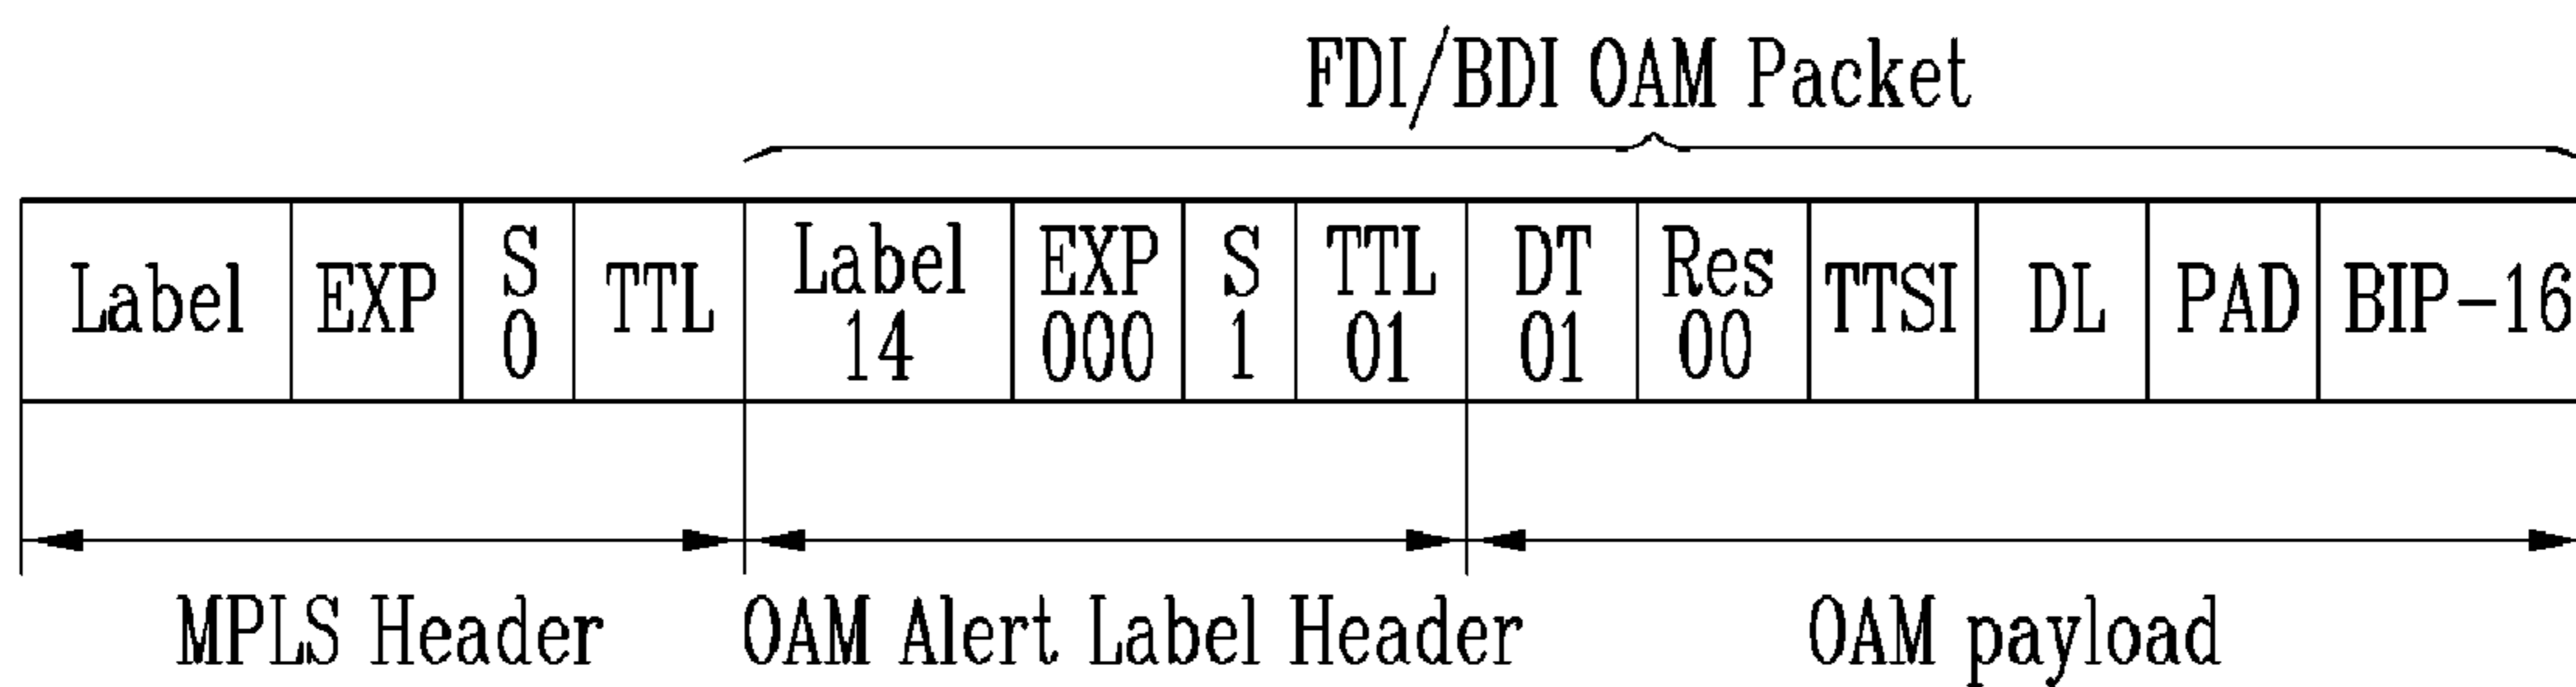 FDI/BDI OAM Packet
Label EXP S TTL Label EXP S TTL DT Res TTSI DL PAD BIP-16
0 14 000 1 01 01 00
MPLS Header OAM Alert Label Header OAM payload